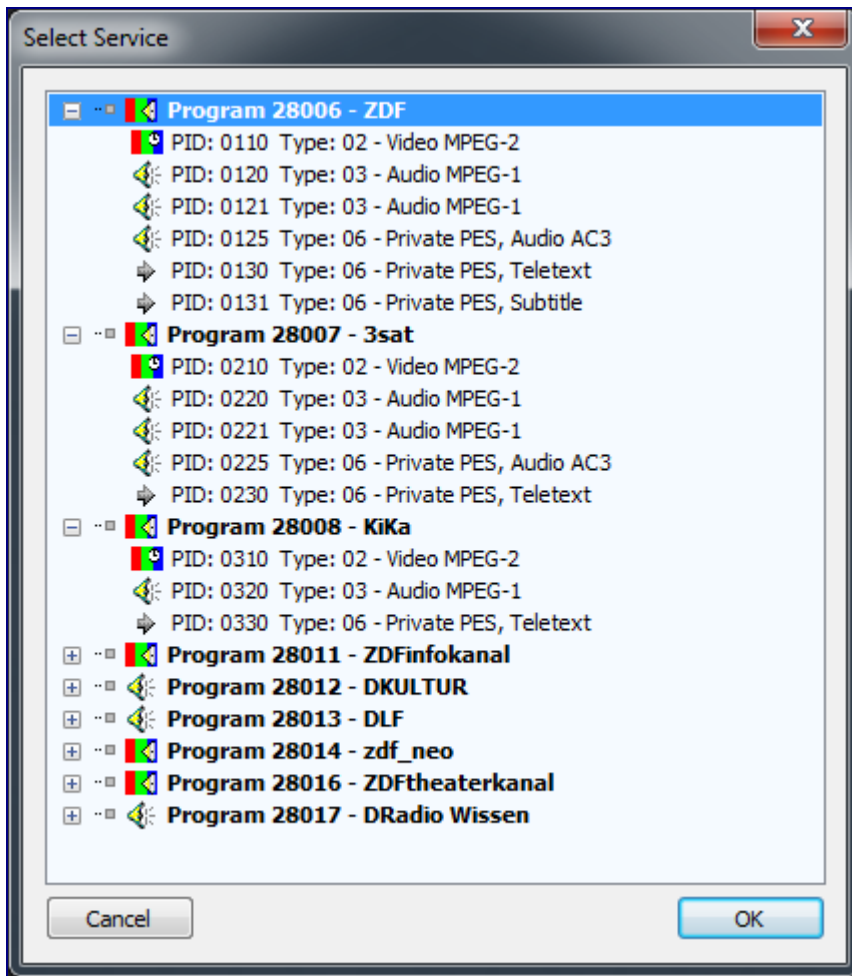 Select Service
Program 28006 - ZDF
PID: 0110 Type: 02 - Video MPEG-2
PID: 0120 Type: 03 - Audio MPEG-1
PID: 0121 Type: 03 - Audio MPEG-1
PID: 0125 Type: 06 - Private PES, Audio AC3
PID: 0130 Type: 06 - Private PES, Teletext
PID: 0131 Type: 06 - Private PES, Subtitle
Program 28007 - 3sat
PID: 0210 Type: 02 - Video MPEG-2
PID: 0220 Type: 03 - Audio MPEG-1
PID: 0221 Type: 03 - Audio MPEG-1
PID: 0225 Type: 06 - Private PES, Audio AC3
PID: 0230 Type: 06 - Private PES, Teletext
Program 28008 - KiKa
PID: 0310 Type: 02 - Video MPEG-2
PID: 0320 Type: 03 - Audio MPEG-1
PID: 0330 Type: 06 - Private PES, Teletext
Program 28011 - ZDFinfokanal
Program 28012 - DKULTUR
Program 28013 - DLF
Program 28014 - zdf_neo
Program 28016 - ZDFtheaterkanal
Program 28017 - DRadio Wissen
Cancel OK